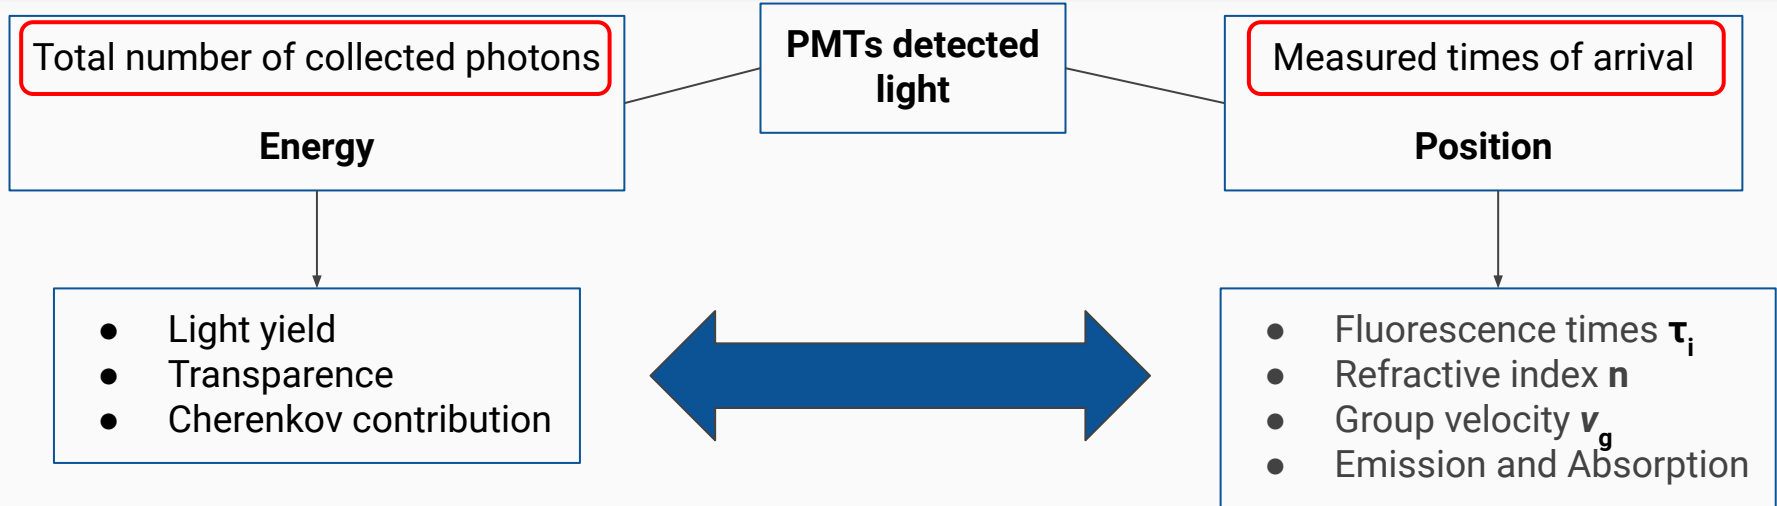 Total number of collected photons
Energy
PMTs detected
light
Measured times of arrival
Position
● Light yield
● Transparence
● Cherenkov contribution
● Fluorescence times τi
● Refractive index n
● Group velocity vg
● Emission and Absorption